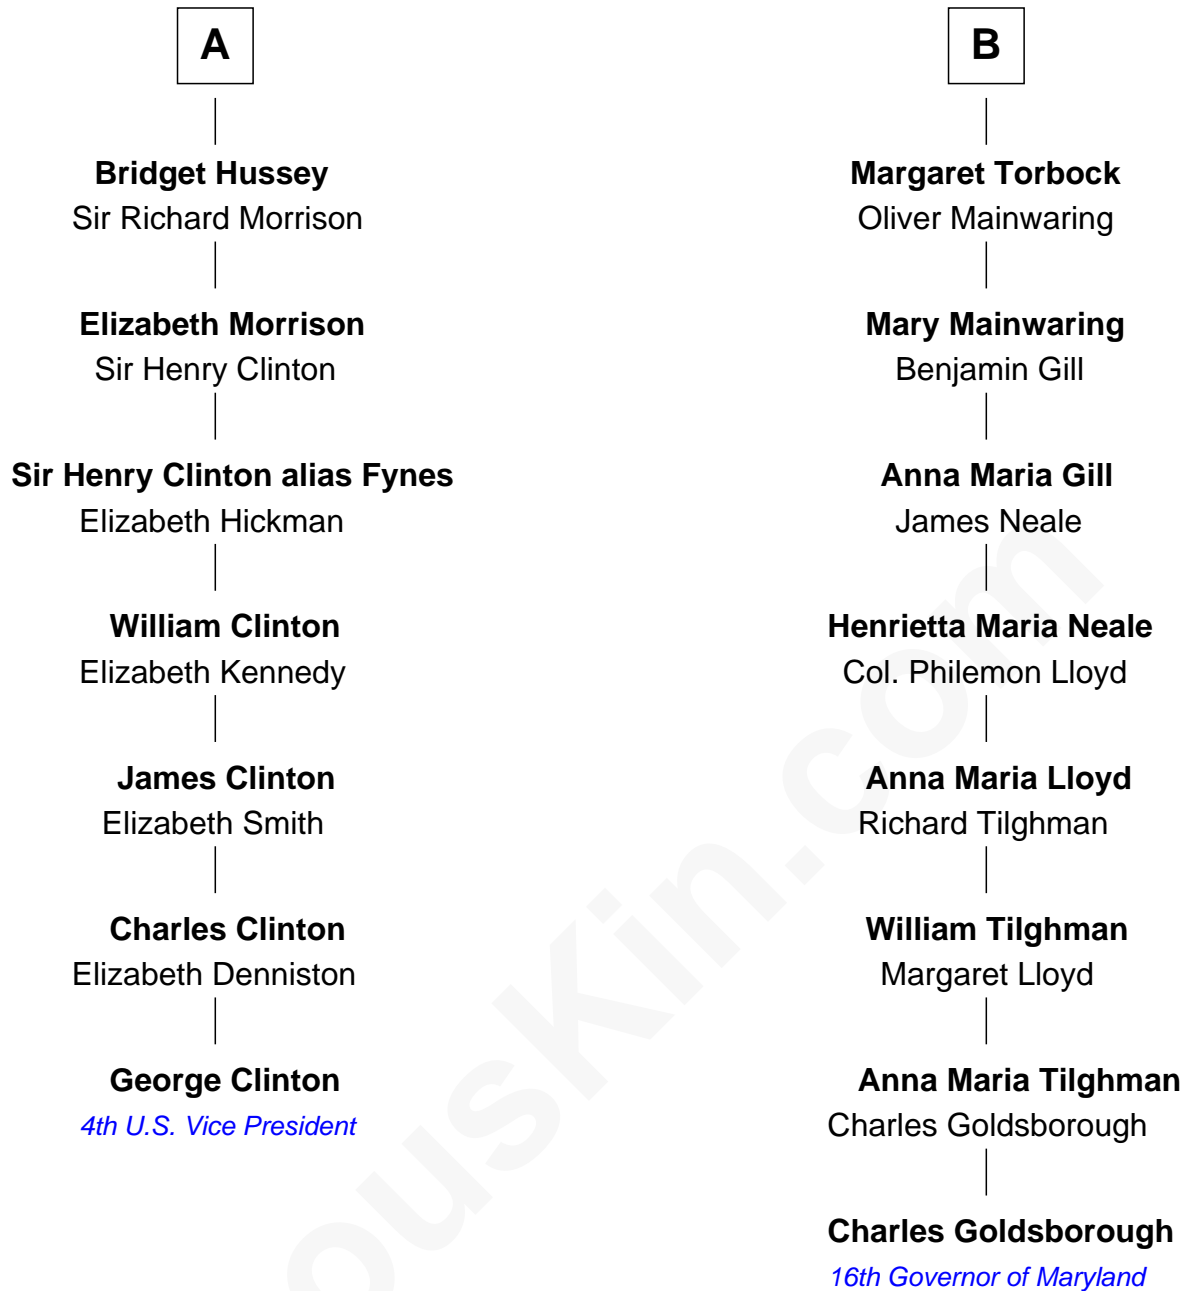 A
Bridget Hussey
Sir Richard Morrison
Elizabeth Morrison
Sir Henry Clinton
Sir Henry Clinton alias Fynes
Elizabeth Hickman
William Clinton
Elizabeth Kennedy
James Clinton
Elizabeth Smith
Charles Clinton
Elizabeth Denniston
George Clinton
4th U.S. Vice President
B
Margaret Torbock
Oliver Mainwaring
Mary Mainwaring
Benjamin Gill
Anna Maria Gill
James Neale
Henrietta Maria Neale
Col. Philemon Lloyd
Anna Maria Lloyd
Richard Tilghman
William Tilghman
Margaret Lloyd
Anna Maria Tilghman
Charles Goldsborough
Charles Goldsborough
16th Governor of Maryland
ousKin.com